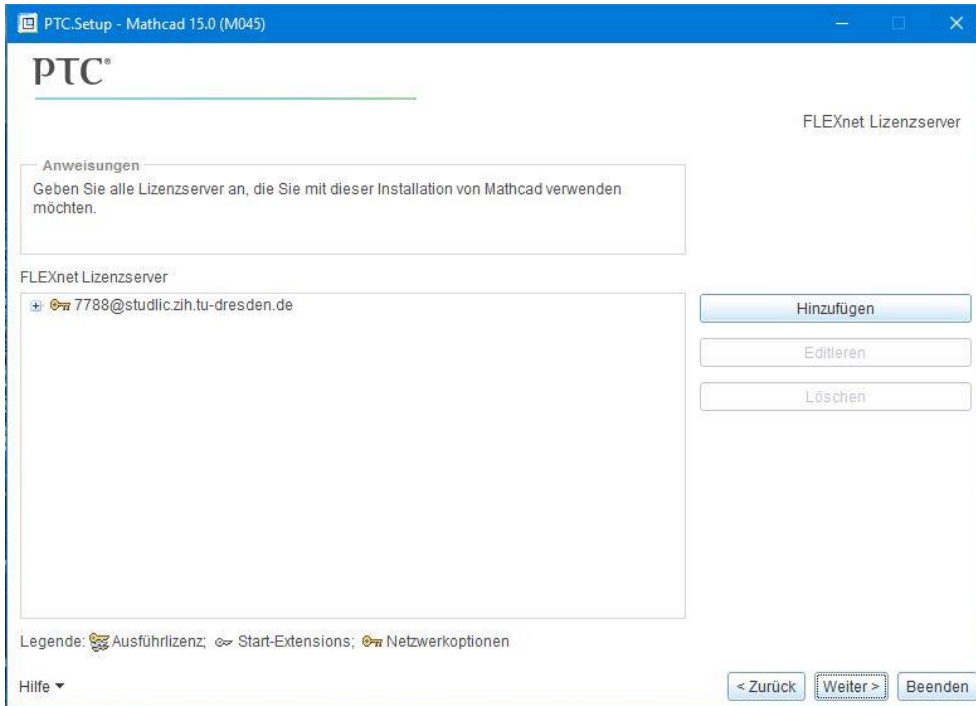 PTC.Setup - Mathcad 15.0 (M045)
PTC®
FLEXnet Lizenzserver
Anweisungen
Geben Sie alle Lizenzserver an, die Sie mit dieser Installation von Mathcad verwenden
möchten.
FLEXnet Lizenzserver
7788@studlic.zih.tu-dresden.de
Hinzufügen
Editieren
Löschen
Legende: Ausführlizenz; Start-Extensions; Netzwerkoptionen
Hilfe
< Zurück
Weiter >
Beenden